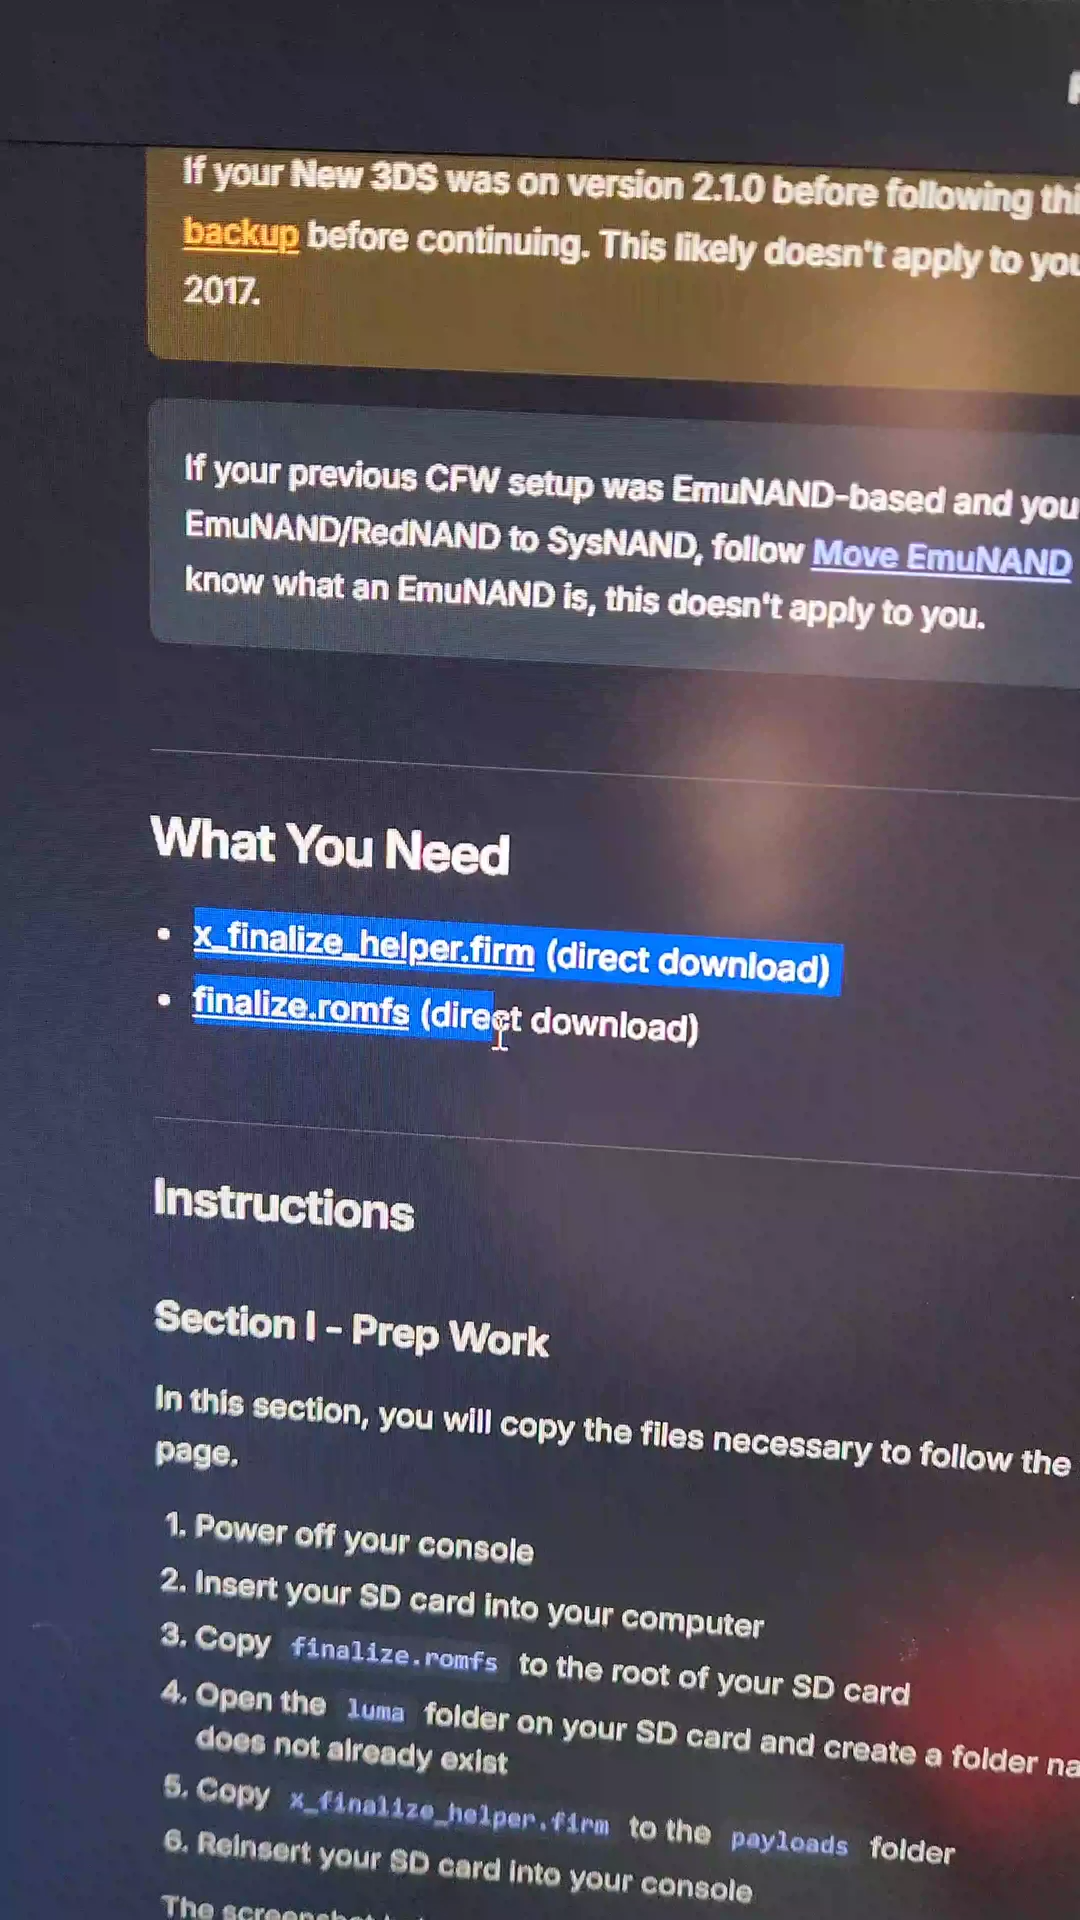 If your New 3DS was on version 2.1.0 before following
backup before continuing. This likely doesn't apply to
2017.
If your previous CFW setup was EmuNAND-based and you
EmuNAND/RedNAND to SysNAND, follow Move EmuNAND
know what an EmuNAND is, this doesn't apply to you.
What You Need
• x_finalize_helper.firm (direct download)
• finalize.romfs (direct download)
Instructions
Section I - Prep Work
In this section, you will copy the files necessary to follow the
page.
1. Power off your console
2. Insert your SD card into your computer
3. Copy finalize.romfs to the root of your SD card
4. Open the luma folder on your SD card and create a folder
does not already exist
5. Copy x_finalize_helper.firm to the payloads folder
6. Reinsert your SD card into your console
The